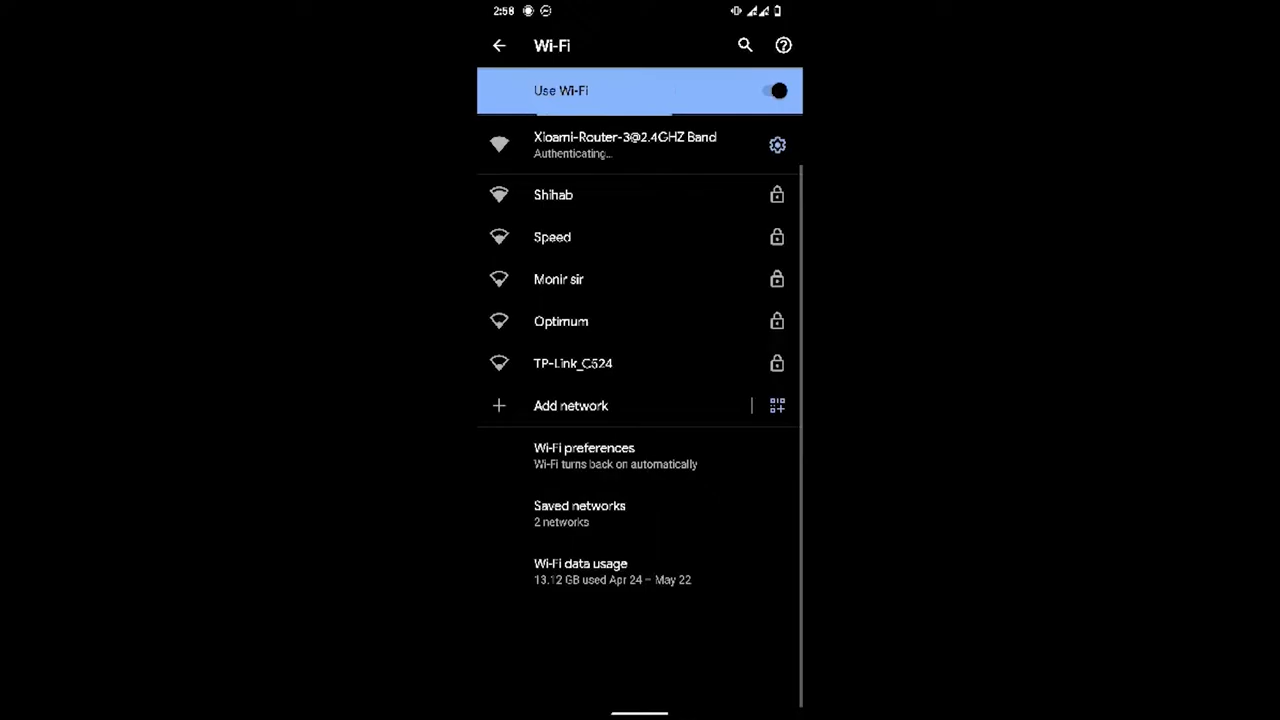 2:58
Wi-Fi
Use Wi-Fi
Xioami-Router-3@2.4GHZ Band
Authenticating...
Shihab
Speed
Monir sir
Optimum
TP-Link_C524
Add network
Wi-Fi preferences
Wi-Fi turns back on automatically
Saved networks
2 networks
Wi-Fi data usage
13.12 GB used Apr 24 – May 22